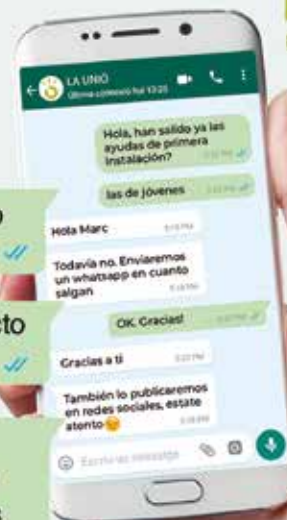 LA UNIÓ
Hola, han salido ya las
ayudas de primera
instalación?
las de jóvenes
Hola Marc
Todavía no. Enviaremos
un whatsapp en cuanto
salgan
OK. Gracias!
Gracias a ti
También lo publicaremos
en redes sociales, estate
atento
cto